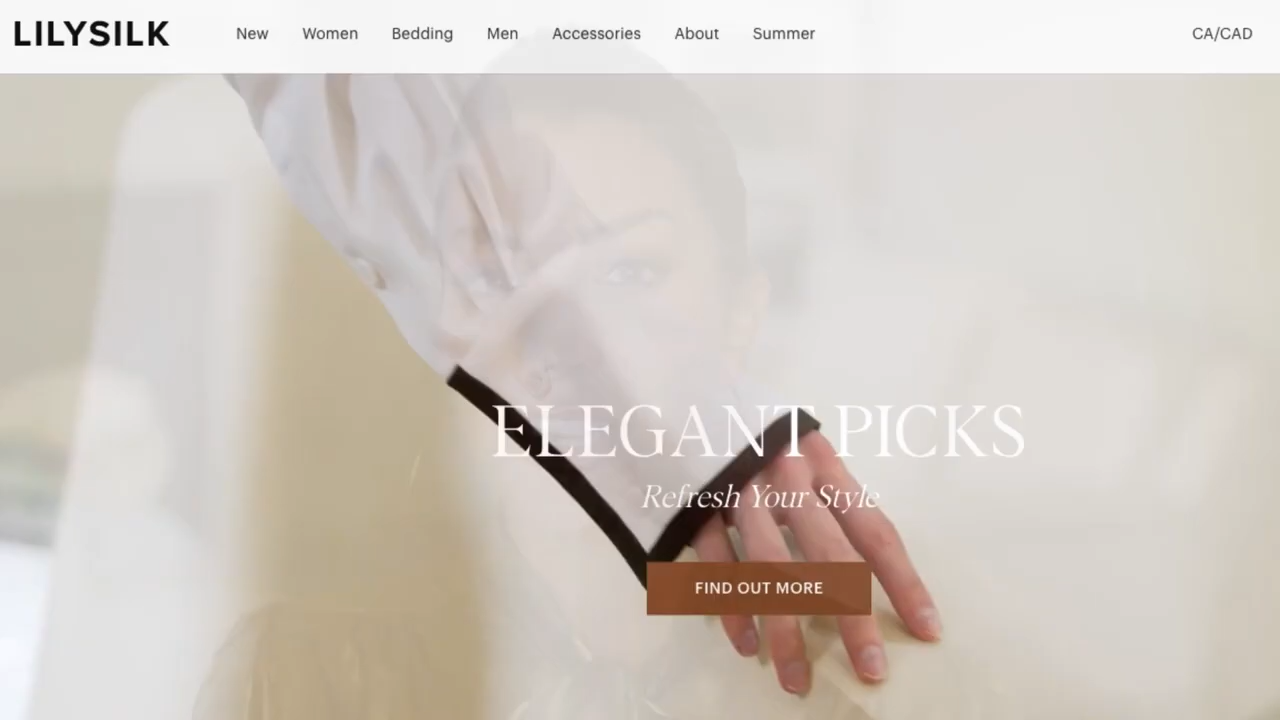 LILYSILK New Women Bedding Men Accessories About Summer CA/CAD
ELEGANT PICKS
Refresh Your Style
FIND OUT MORE